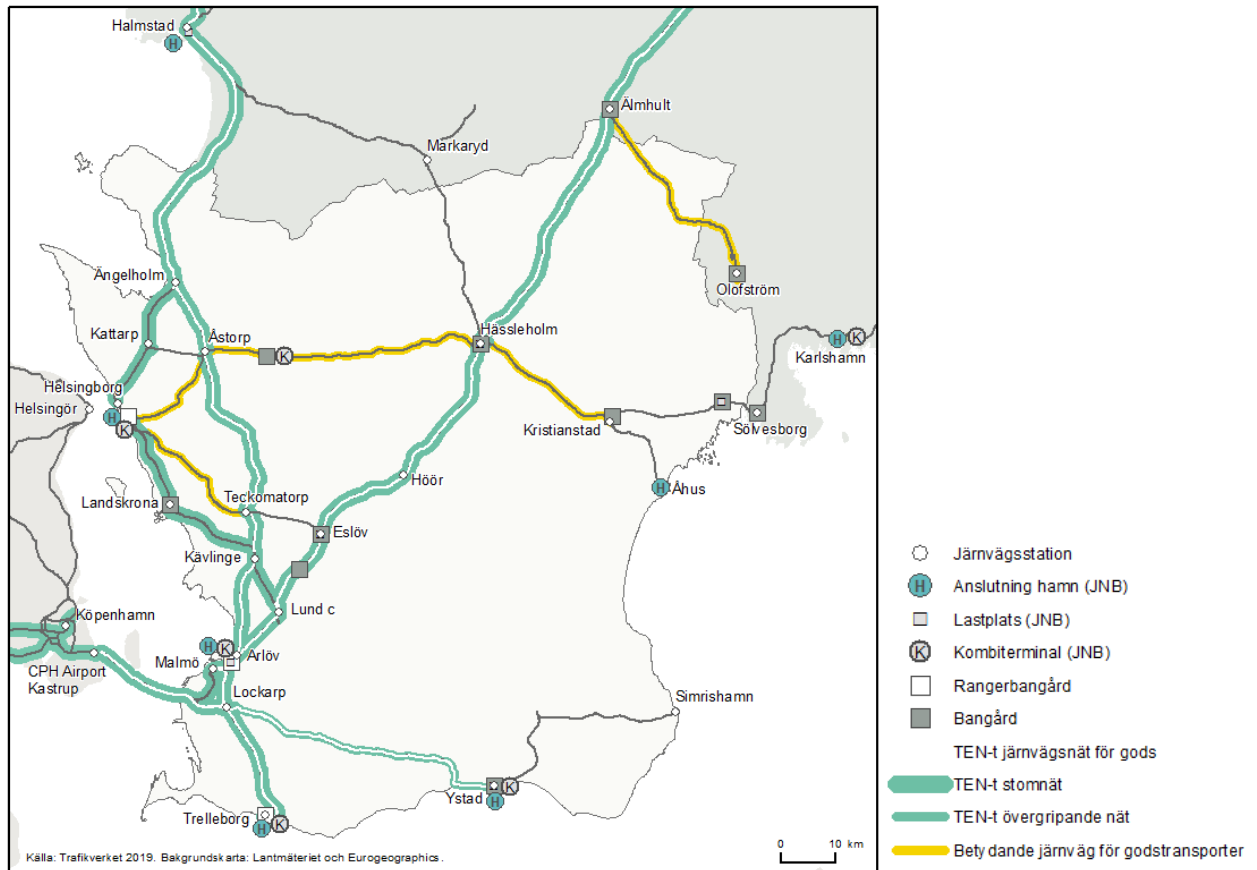 Halmstad
H
Älmhult
Markaryd
Ängelholm
Olofström
Kattarp
Åstorp
Hässleholm
K
H
K
Karlshamn
Helsingborg
Helsingör
H
K
Kristianstad
Sölvesborg
Höör
H
Åhus
Landskrona
Teckomatorp
Eslöv
Kävlinge
Lund c
Köpenhamn
H
K
Arlöv
Malmö
CPH Airport
Kastrup
Lockarp
Simrishamn
Ystad
K
H
Trelleborg
H
K
Källa: Trafikverket 2019. Bakgrundskarta: Lantmäteriet och Eurogeographics.
0
10 km
Järnvägsstation
H
Anslutning hamn (JNB)
Lastplats (JNB)
K
Kombiterminal (JNB)
Rangerbangård
Bangård
TEN-t järnvägsnät för gods
TEN-t stomnät
TEN-t övergripande nät
Betydande järnväg för godstransporter